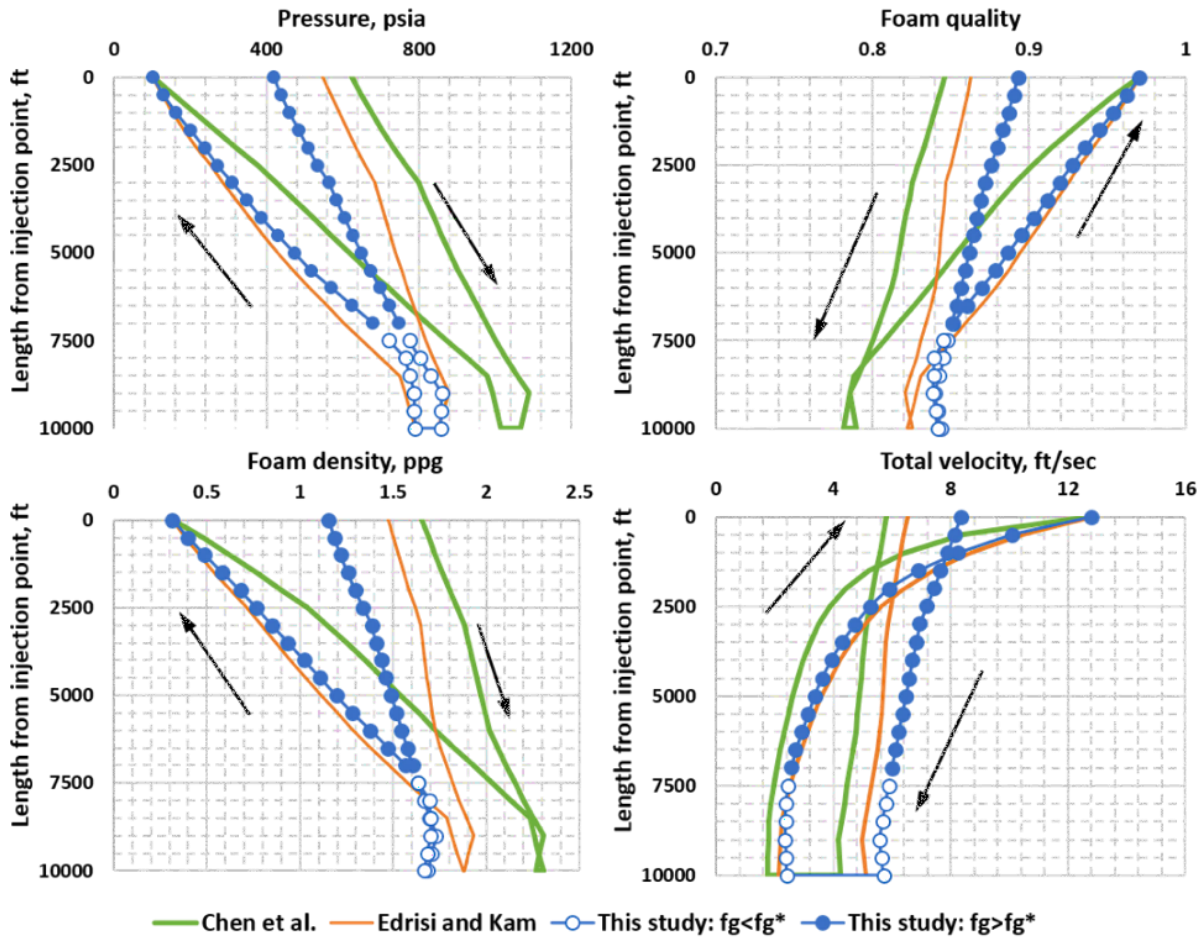 Pressure, psia
0 400 800 1200
Length from injection point, ft
0
2500
5000
7500
10000
Foam quality
0.7 0.8 0.9 1
Length from injection point, ft
0
2500
5000
7500
10000
Foam density, ppg
0 0.5 1 1.5 2 2.5
Length from injection point, ft
0
2500
5000
7500
10000
Total velocity, ft/sec
0 4 8 12 16
Length from injection point, ft
0
2500
5000
7500
10000
Chen et al. Edrisi and Kam This study: fg<fg* This study: fg>fg*